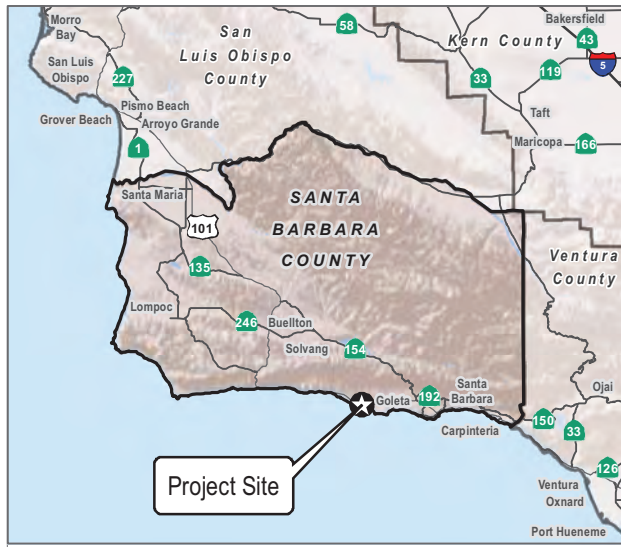 Morro
Bay
San
Luis Obispo
County
58
Bakersfield
43
Kern County
5
San Luis
Obispo
227
33
119
Pismo Beach
Taft
Grover Beach
Arroyo Grande
1
Maricopa
166
Santa Maria
SANTA
BARBARA
COUNTY
101
Ventura
County
135
Lompoc
246
Buellton
Solvang
154
Ojai
Goleta
192
Santa
Barbara
Carpinteria
150
33
126
Project Site
Ventura
Oxnard
Port Hueneme